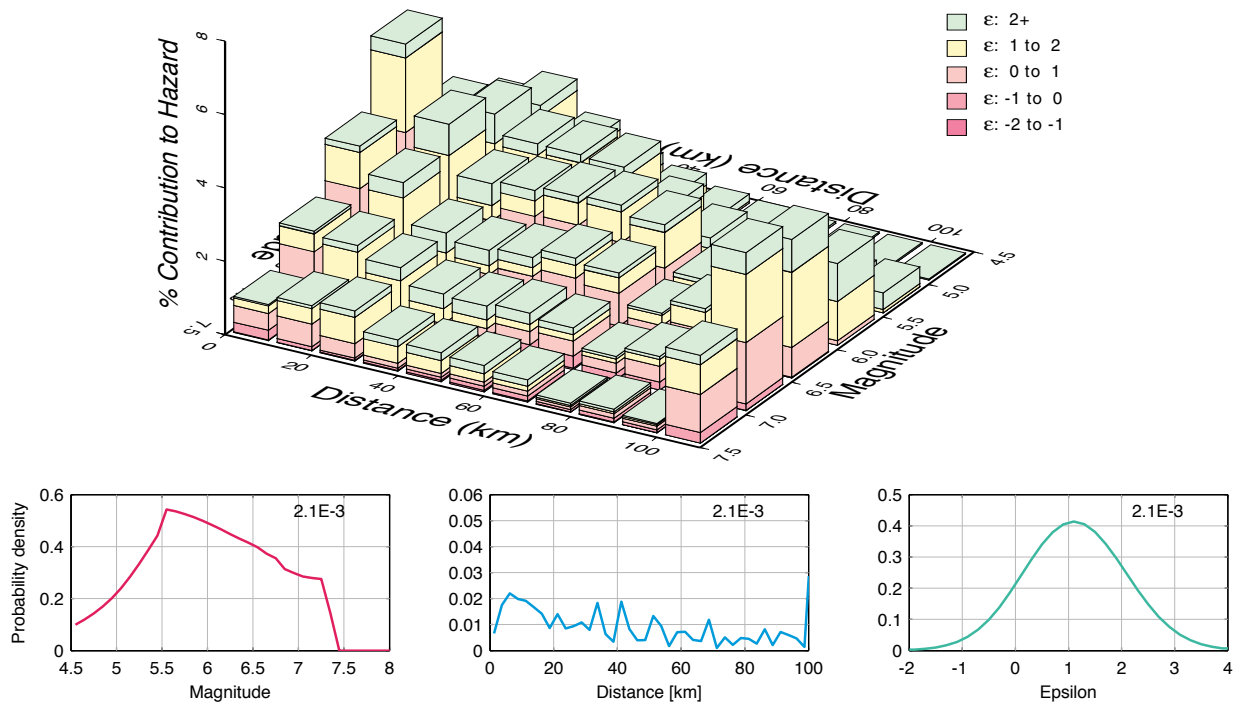 ε: 2+
ε: 1 to 2
ε: 0 to 1
ε: -1 to 0
ε: -2 to -1
% Contribution to Hazard
8
6
4
2
Distance (km)
60
80
100
4.5
5.0
5.5
6.0
6.5
7.0
7.5
Magnitude
7.5
0
20
40
60
80
100
Distance (km)
Probability density
0.6
0.4
0.2
0
2.1E-3
4.5 5 5.5 6 6.5 7 7.5 8
Magnitude
0.06
0.05
0.04
0.03
0.02
0.01
0
2.1E-3
0 20 40 60 80 100
Distance [km]
0.5
0.4
0.3
0.2
0.1
0
2.1E-3
-2 -1 0 1 2 3 4
Epsilon